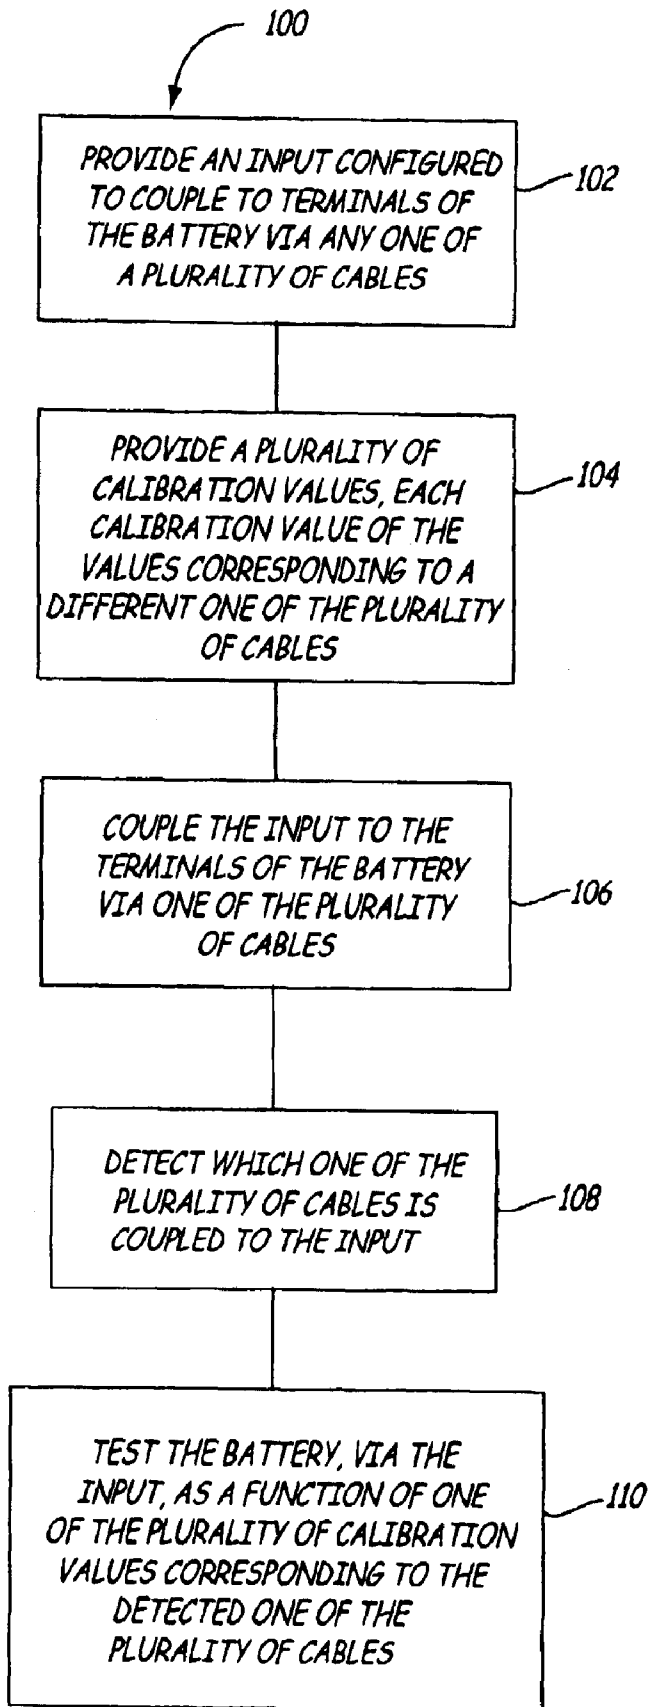 100
PROVIDE AN INPUT CONFIGURED
TO COUPLE TO TERMINALS OF
THE BATTERY VIA ANY ONE OF
A PLURALITY OF CABLES
102
PROVIDE A PLURALITY OF
CALIBRATION VALUES, EACH
CALIBRATION VALUE OF THE
VALUES CORRESPONDING TO A
DIFFERENT ONE OF THE PLURALITY
OF CABLES
104
COUPLE THE INPUT TO THE
TERMINALS OF THE BATTERY
VIA ONE OF THE PLURALITY
OF CABLES
106
DETECT WHICH ONE OF THE
PLURALITY OF CABLES IS
COUPLED TO THE INPUT
108
TEST THE BATTERY, VIA THE
INPUT, AS A FUNCTION OF ONE
OF THE PLURALITY OF CALIBRATION
VALUES CORRESPONDING TO THE
DETECTED ONE OF THE
PLURALITY OF CABLES
110